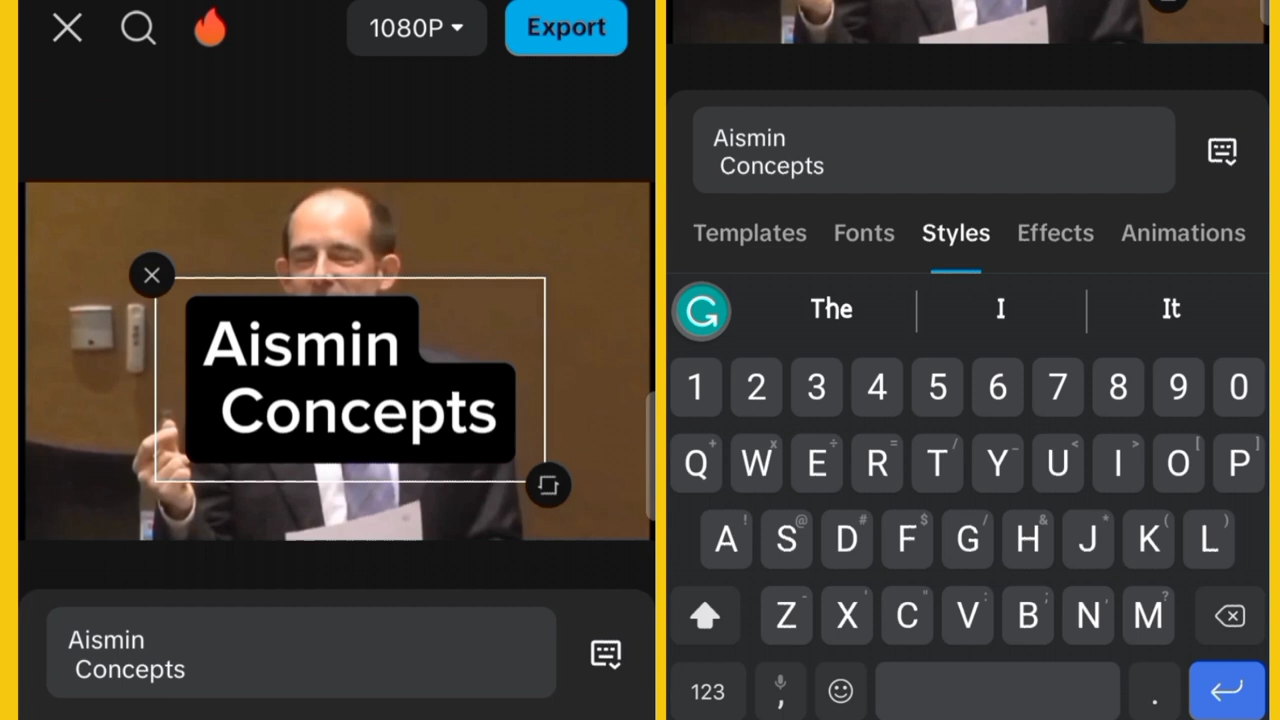 1080P
Export
Aismin
Concepts
Aismin
Concepts
Aismin
Concepts
Templates Fonts Styles Effects Animations
The I It
1 2 3 4 5 6 7 8 9 0
+ x ÷ = / _ < > [ ]
Q W E R T Y U I O P
! @ # $ / & * ( )
A S D F G H J K L
- ' " : ; , ?
Z X C V B N M
123 , .